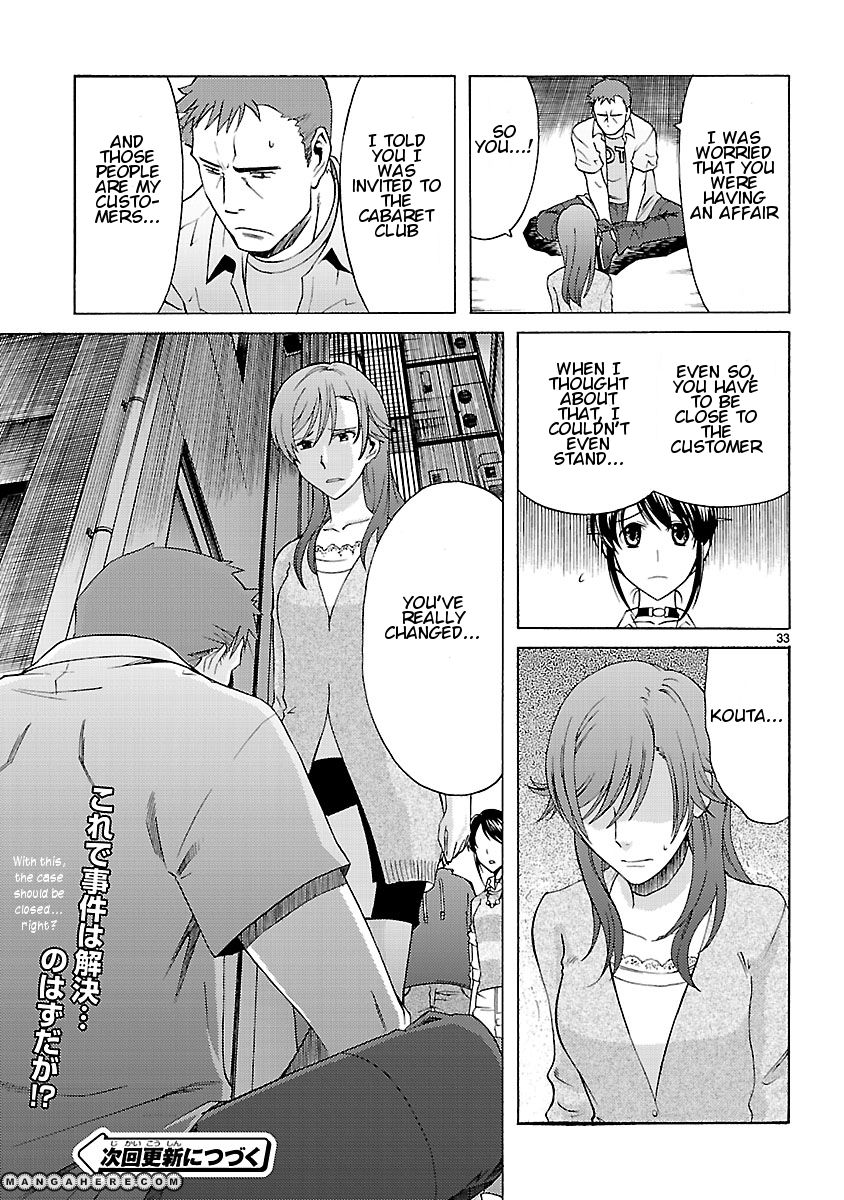 I WAS
WORRIED
THAT YOU
WERE
HAVING
AN AFFAIR
SO
YOU...!
I TOLD
YOU I
WAS
INVITED
TO THE
CABARET
CLUB
AND
THOSE
PEOPLE
ARE MY
CUSTO-
MERS...
EVEN SO,
YOU HAVE
TO BE
CLOSE TO
THE
CUSTOMER
WHEN I
THOUGHT
ABOUT
THAT, I
COULDN'T
EVEN
STAND...
33
KOUTA...
YOU'VE
REALLY
CHANGED...
これで事件は解決…
のはずだが!?
With this,
the case
should be
closed...
right?
じかいこうしん
次回更新につづく
MANGAHERE.COM